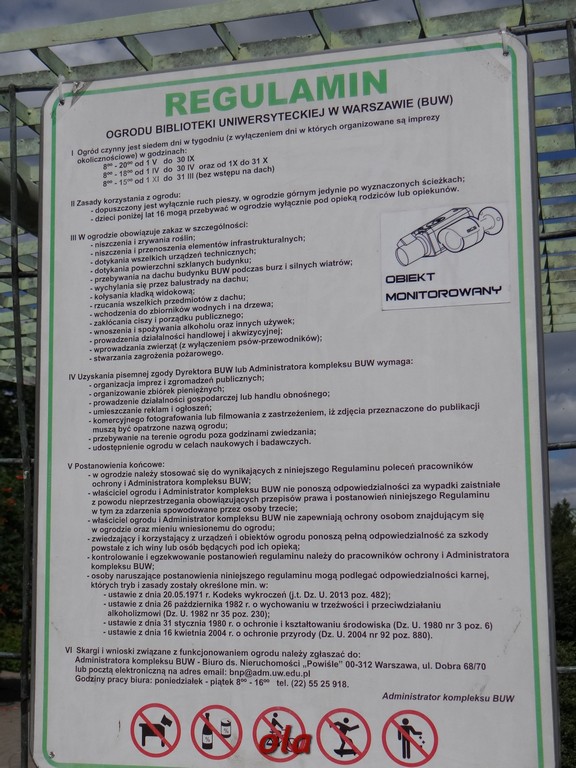 REGULAMIN
OGRODU BIBLIOTEKI UNIWERSYTECKIEJ W WARSZAWIE (BUW)
I Ogród czynny jest siedem dni w tygodniu (z wyłączeniem dni w których organizowane są imprezy
okolicznościowe) w godzinach:
8⁰⁰ - 20⁰⁰ od 1 V do 30 IX
8⁰⁰ - 18⁰⁰ od 1 IV do 30 IV oraz od 1X do 31 X
8⁰⁰ - 15⁰⁰ od 1 XI do 31 III (bez wstępu na dach)
II Zasady korzystania z ogrodu:
- dopuszczony jest wyłącznie ruch pieszy, w ogrodzie górnym jedynie po wyznaczonych ścieżkach;
- dzieci poniżej lat 16 mogą przebywać w ogrodzie wyłącznie pod opieką rodziców lub opiekunów.
III W ogrodzie obowiązuje zakaz w szczególności:
- niszczenia i zrywania roślin;
- niszczenia i przenoszenia elementów infrastrukturalnych;
- dotykania wszelkich urządzeń technicznych;
- dotykania powierzchni szklanych budynku;
- przebywania na dachu budynku BUW podczas burz i silnych wiatrów;
- wychylania się przez balustrady na dachu;
- kołysania kładką widokową;
- rzucania wszelkich przedmiotów z dachu;
- wchodzenia do zbiorników wodnych i na drzewa;
- zakłócania ciszy i porządku publicznego;
- wnoszenia i spożywania alkoholu oraz innych używek;
- prowadzenia działalności handlowej i akwizycyjnej;
- wprowadzania zwierząt (z wyłączeniem psów-przewodników);
- stwarzania zagrożenia pożarowego.
OBIEKT
MONITOROWANY
IV Uzyskania pisemnej zgody Dyrektora BUW lub Administratora kompleksu BUW wymaga:
- organizacja imprez i zgromadzeń publicznych;
- organizowanie zbiórek pieniężnych;
- prowadzenie działalności gospodarczej lub handlu obnośnego;
- umieszczanie reklam i ogłoszeń;
- komercyjnego fotografowania lub filmowania z zastrzeżeniem, iż zdjęcia przeznaczone do publikacji
muszą być opatrzone nazwą ogrodu;
- przebywanie na terenie ogrodu poza godzinami zwiedzania;
- udostępnienie ogrodu w celach naukowych i badawczych.
V Postanowienia końcowe:
- w ogrodzie należy stosować się do wynikających z niniejszego Regulaminu poleceń pracowników
ochrony i Administratora kompleksu BUW;
- właściciel ogrodu i Administrator kompleksu BUW nie ponoszą odpowiedzialności za wypadki zaistniałe
z powodu nieprzestrzegania obowiązujących przepisów prawa i postanowień niniejszego Regulaminu
w tym za zdarzenia spowodowane przez osoby trzecie;
- właściciel ogrodu i Administrator kompleksu BUW nie zapewniają ochrony osobom znajdującym się
w ogrodzie oraz mieniu wniesionemu do ogrodu;
- zwiedzający i korzystający z urządzeń i obiektów ogrodu ponoszą pełną odpowiedzialność za szkody
powstałe z ich winy lub osób będących pod ich opieką;
- kontrolowanie i egzekwowanie postanowień regulaminu należy do pracowników ochrony i Administratora
kompleksu BUW;
- osoby naruszające postanowienia niniejszego regulaminu mogą podlegać odpowiedzialności karnej,
których tryb i zasady zostały określone min. w:
- ustawie z dnia 20.05.1971 r. Kodeks wykroczeń (j.t. Dz. U. 2013 poz. 482);
- ustawie z dnia 26 października 1982 r. o wychowaniu w trzeźwości i przeciwdziałaniu
alkoholizmowi (Dz. U. 1982 nr 35 poz. 230);
- ustawie z dnia 31 stycznia 1980 r. o ochronie i kształtowaniu środowiska (Dz. U. 1980 nr 3 poz. 6)
- ustawie z dnia 16 kwietnia 2004 r. o ochronie przyrody (Dz. U. 2004 nr 92 poz. 880).
VI Skargi i wnioski związane z funkcjonowaniem ogrodu należy zgłaszać do:
Administratora kompleksu BUW - Biuro ds. Nieruchomości „Powiśle” 00-312 Warszawa, ul. Dobra 68/70
lub pocztą elektroniczną na adres email: bnp@adm.uw.edu.pl
Godziny pracy biura: poniedziałek - piątek 8⁰⁰ - 16⁰⁰ tel. (22) 55 25 918.
Administrator kompleksu BUW
ola